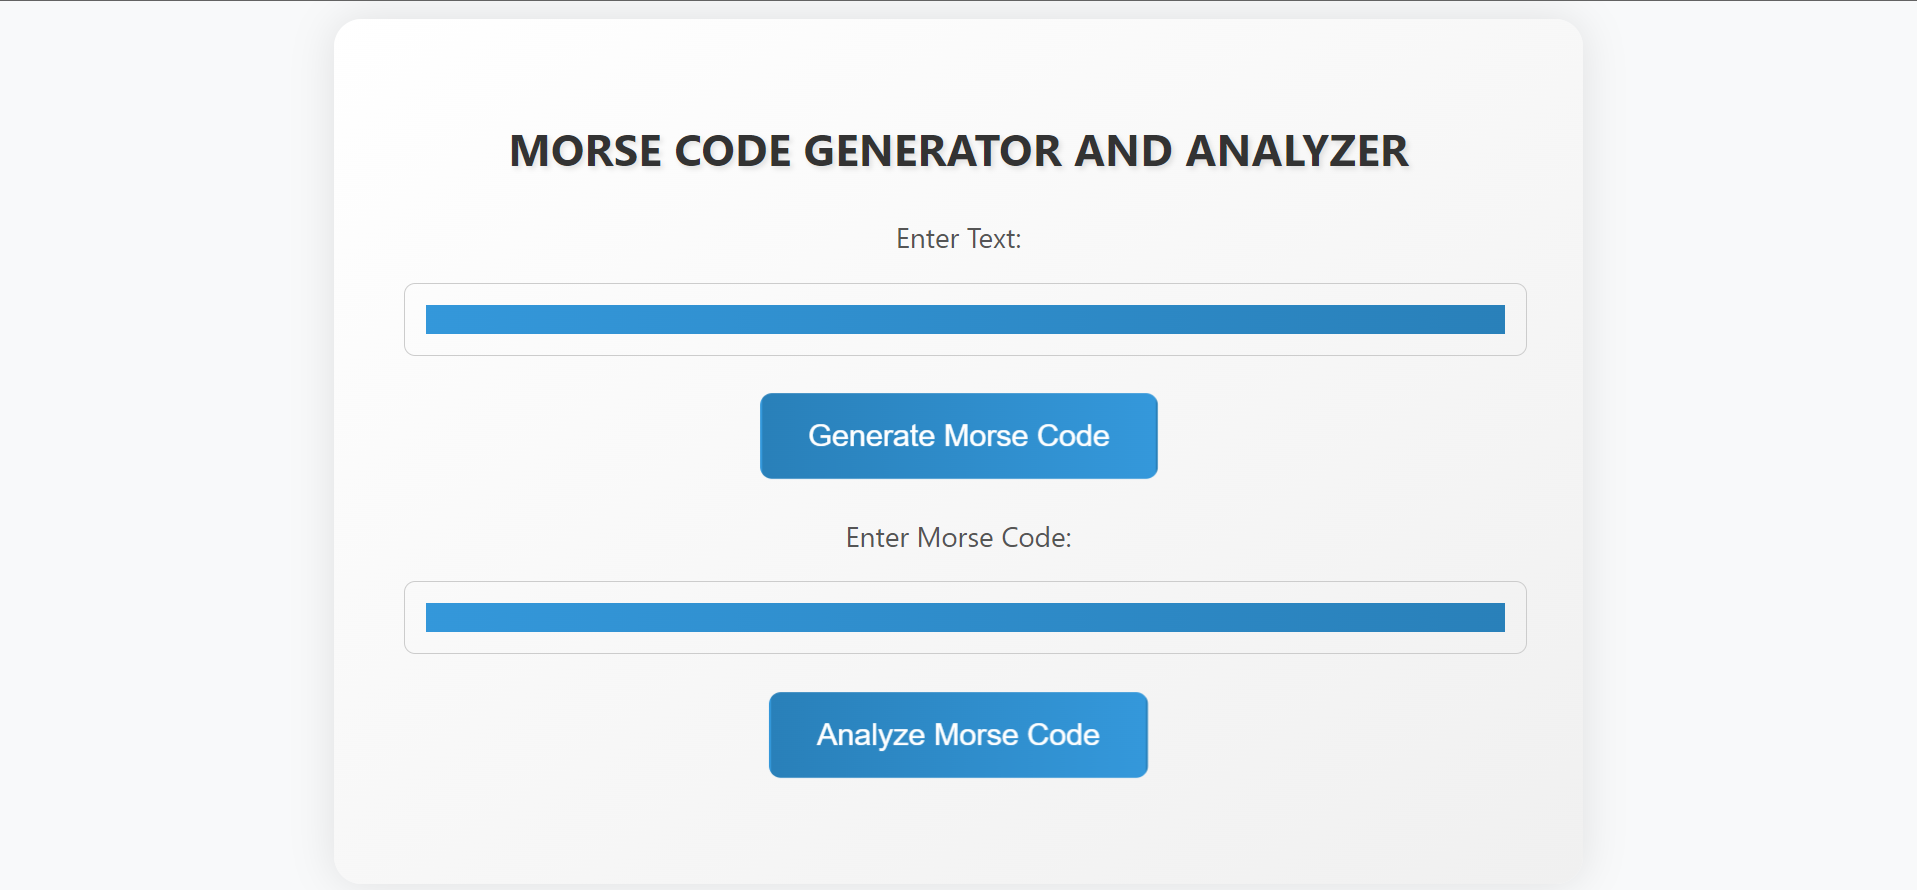 MORSE CODE GENERATOR AND ANALYZER
Enter Text:
Generate Morse Code
Enter Morse Code:
Analyze Morse Code